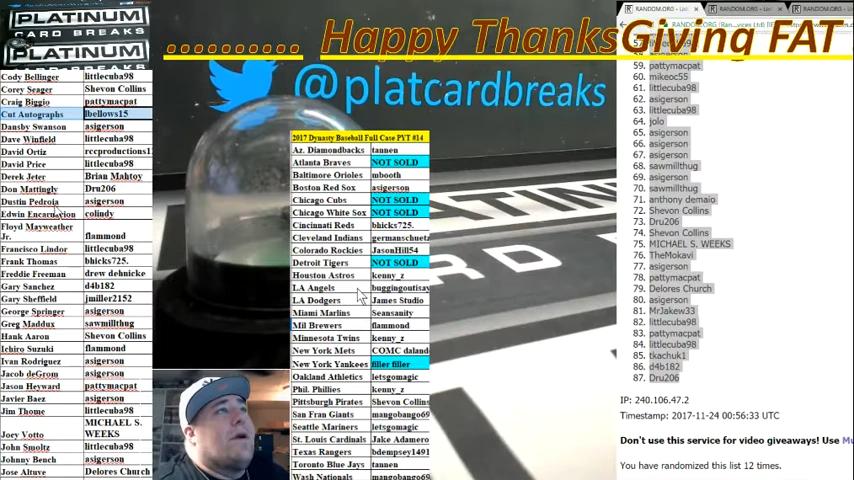 PLATINUM
CARD BREAKS
PLATINUM
CARD BREAKS
.......... Happy ThanksGiving FAT
@platcardbreaks
Cody Bellinger littlecuba98
Corey Seager Shevon Collins
Craig Biggio pattymacpat
Cut Autographs lbellows15
Dansby Swanson asigerson
Dave Winfield littlecuba98
David Ortiz rccproductions1
David Price littlecuba98
Derek Jeter Brian Mahtoy
Don Mattingly Dru206
Dustin Pedroia asigerson
Edwin Encarnacion colindy
Floyd Mayweather
Jr. flammond
Francisco Lindor littlecuba98
Frank Thomas bhicks725.
Freddie Freeman drew dehnicke
Gary Sanchez d4b182
Gary Sheffield jmiller2152
George Springer asigerson
Greg Maddux sawmillthug
Hank Aaron Shevon Collins
Ichiro Suzuki flammond
Ivan Rodriguez asigerson
Jacob deGrom asigerson
Jason Heyward pattymacpat
Javier Baez asigerson
Jim Thome littlecuba98
MICHAEL S.
Joey Votto WEEKS
John Smoltz littlecuba98
Johnny Bench asigerson
Jose Altuve Delores Church
2017 Dynasty Baseball Full Case PYT #14
Az. Diamondbacks tannen
Atlanta Braves NOT SOLD
Baltimore Orioles mbooth
Boston Red Sox asigerson
Chicago Cubs NOT SOLD
Chicago White Sox NOT SOLD
Cincinnati Reds bhicks725.
Cleveland Indians germanschuetz
Colorado Rockies JasonHill54
Detroit Tigers NOT SOLD
Houston Astros kenny_z
LA Angels buggingoutisay
LA Dodgers James Studio
Miami Marlins Seansanity
Mil Brewers flammond
Minnesota Twins kenny_z
New York Mets COMC daland
New York Yankees filler filler
Oakland Athletics letsgomagic
Phil. Phillies kenny_z
Pittsburgh Pirates Shevon Collins
San Fran Giants mangobango69
Seattle Mariners letsgomagic
St. Louis Cardinals Jake Adamero
Texas Rangers bdempsey1491
Toronto Blue Jays tannen
Wash Nationals mangobango69
RANDOM.ORG
59. pattymacpat
60. mikeoc55
61. littlecuba98
62. asigerson
63. littlecuba98
64. jolo
65. asigerson
66. asigerson
67. asigerson
68. sawmillthug
69. asigerson
70. sawmillthug
71. anthony demaio
72. Shevon Collins
73. Dru206
74. Shevon Collins
75. MICHAEL S. WEEKS
76. TheMokavi
77. asigerson
78. pattymacpat
79. Delores Church
80. asigerson
81. MrJakew33
82. littlecuba98
83. pattymacpat
84. littlecuba98
85. tkachuk1
86. d4b182
87. Dru206
IP: 240.106.47.2
Timestamp: 2017-11-24 00:56:33 UTC
Don't use this service for video giveaways! Use Mu
You have randomized this list 12 times.